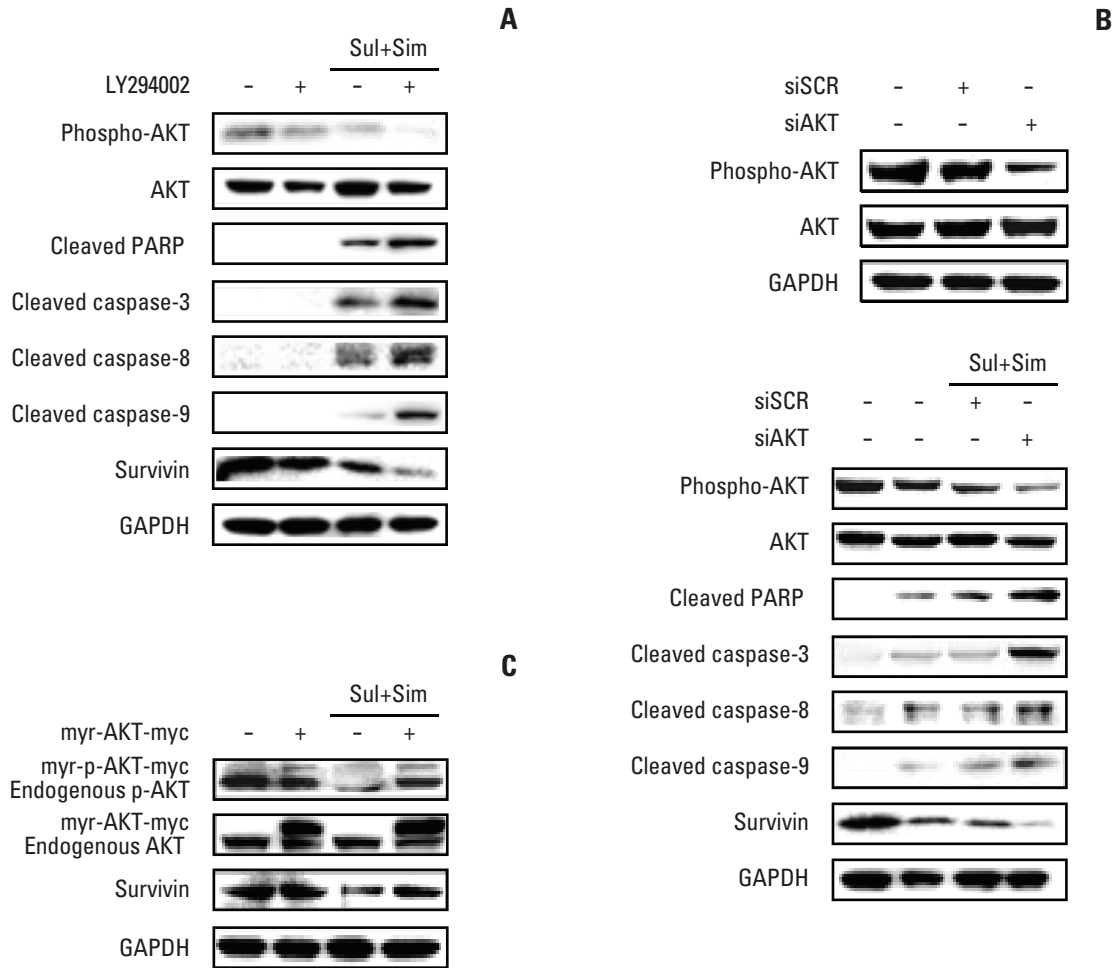 A
Sul+Sim
LY294002 - + - +
Phospho-AKT
AKT
Cleaved PARP
Cleaved caspase-3
Cleaved caspase-8
Cleaved caspase-9
Survivin
GAPDH
B
siSCR - + -
siAKT - - +
Phospho-AKT
AKT
GAPDH
Sul+Sim
siSCR - - + -
siAKT - - - +
Phospho-AKT
AKT
Cleaved PARP
Cleaved caspase-3
Cleaved caspase-8
Cleaved caspase-9
Survivin
GAPDH
C
Sul+Sim
myr-AKT-myc - + - +
myr-p-AKT-myc
Endogenous p-AKT
myr-AKT-myc
Endogenous AKT
Survivin
GAPDH